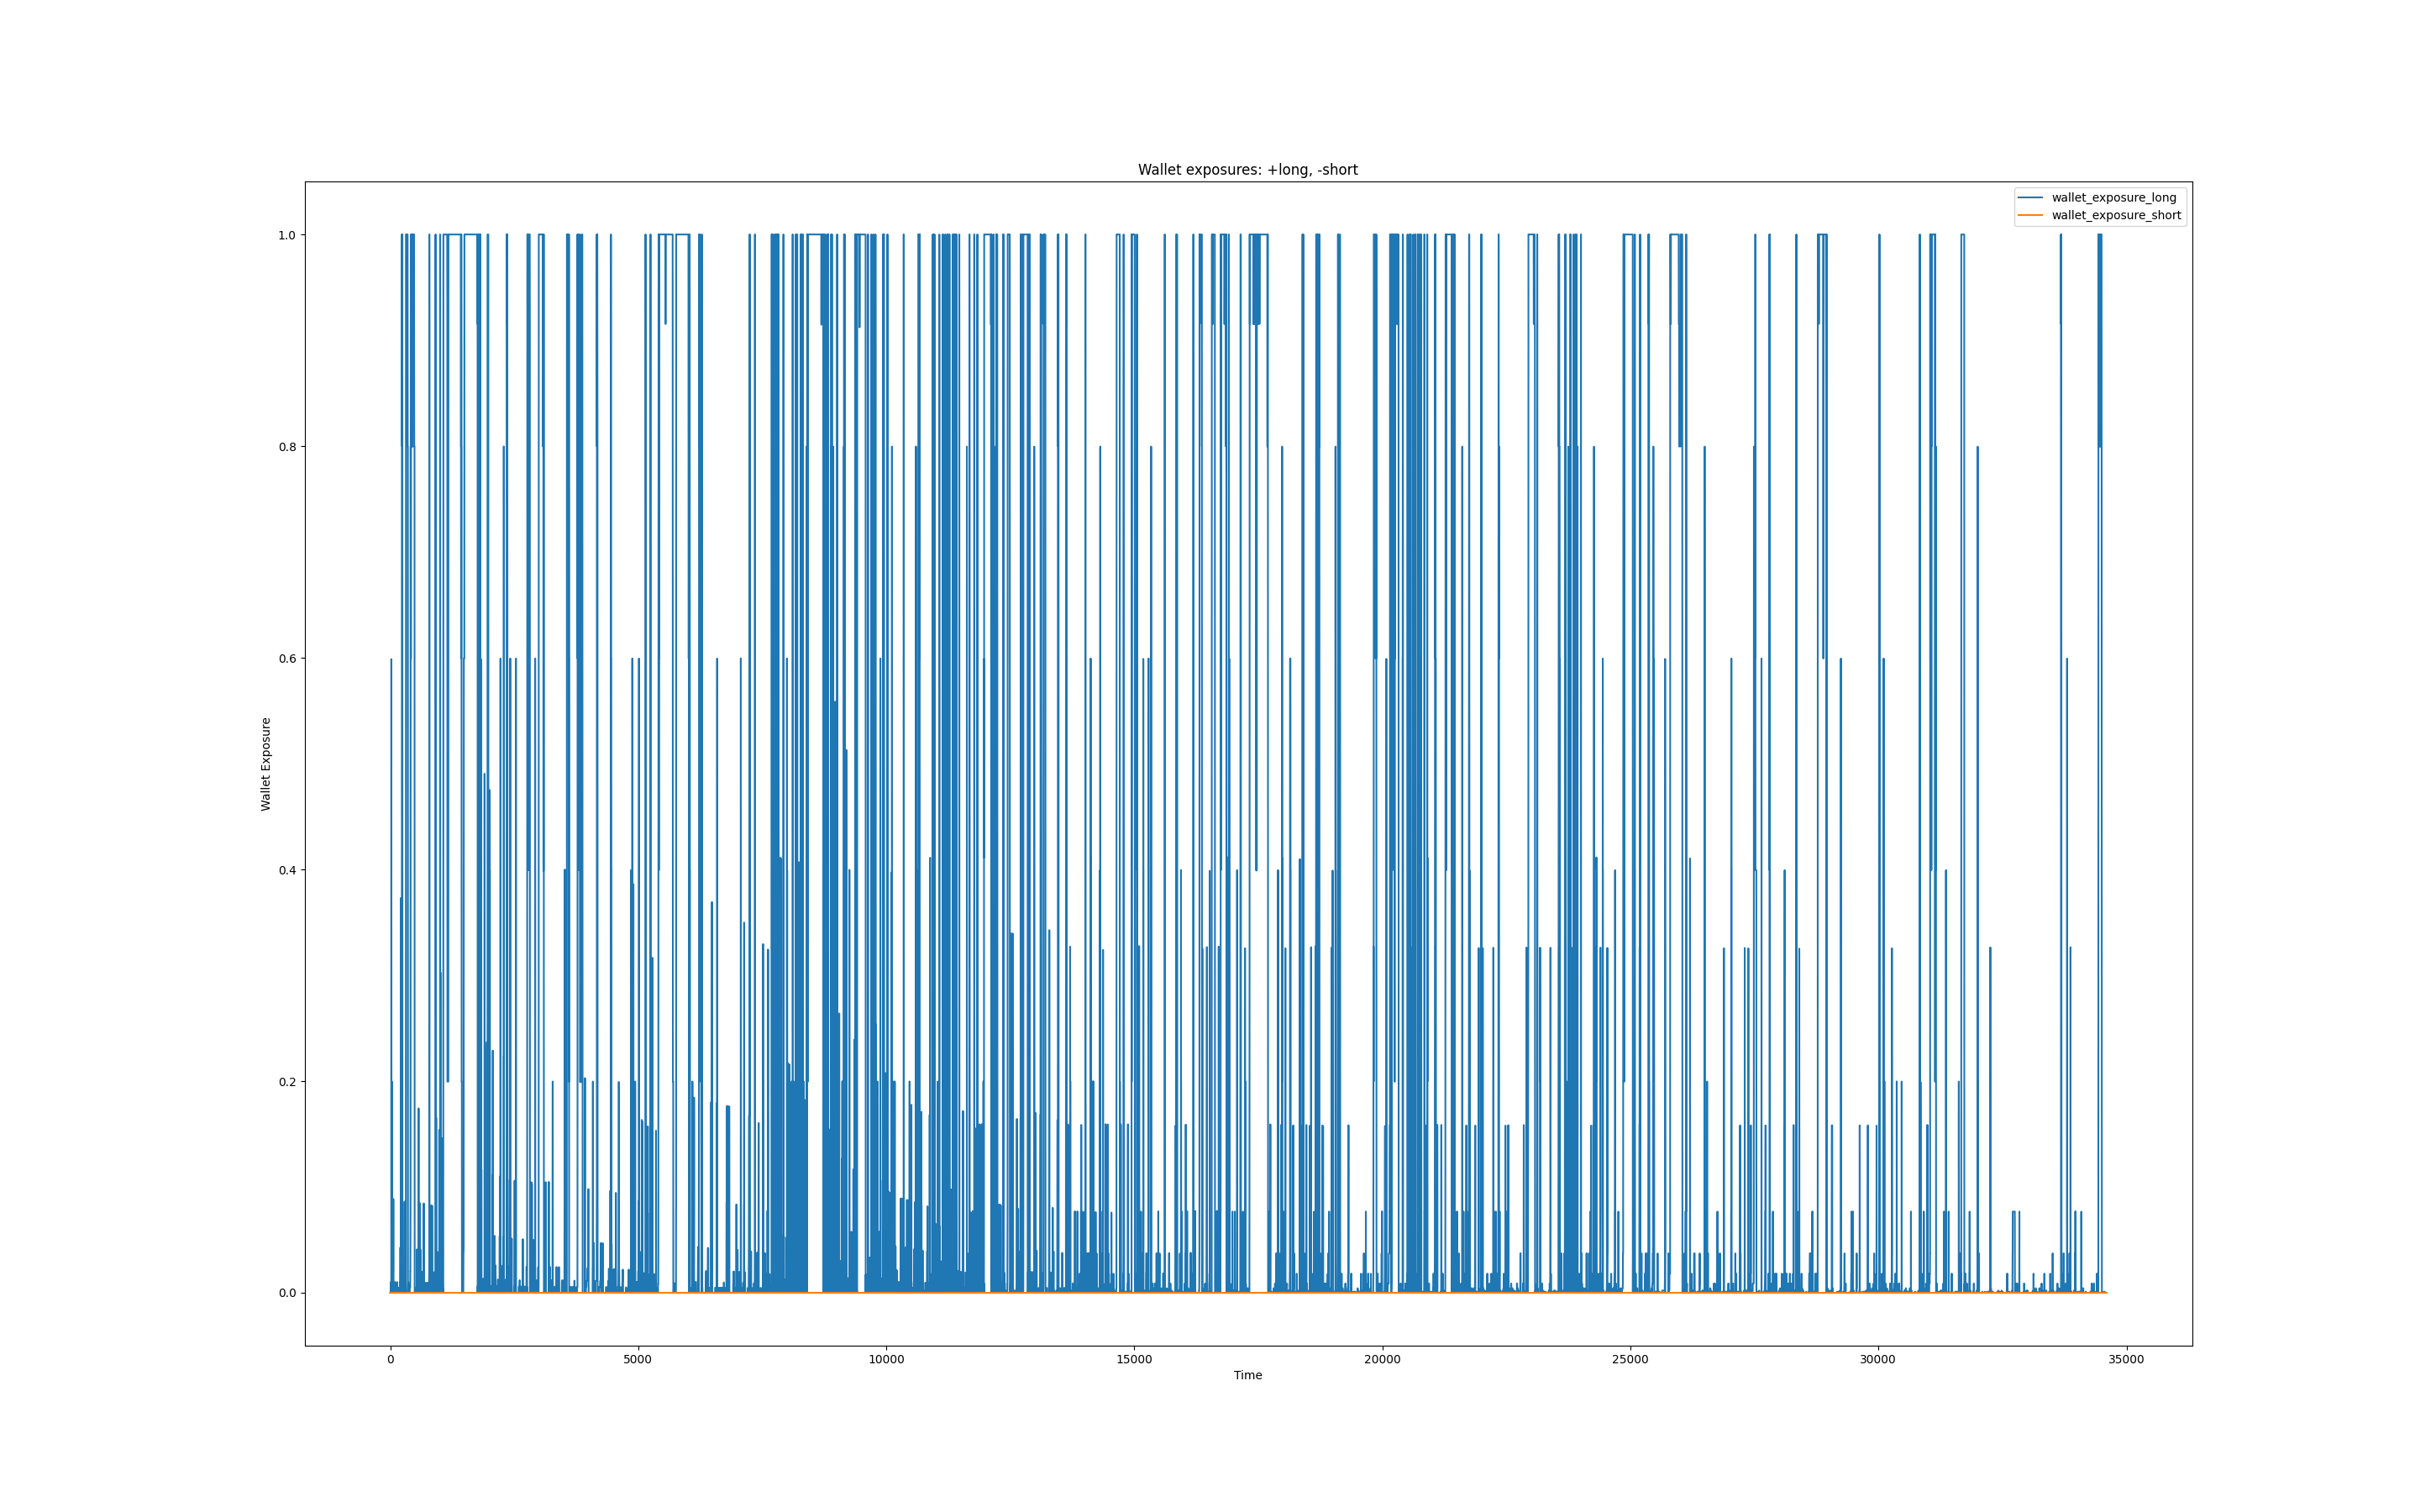 Wallet exposures: +long, -short
wallet_exposure_long
wallet_exposure_short
1.0
0.8
0.6
0.4
0.2
0.0
Wallet Exposure
0 5000 10000 15000 20000 25000 30000 35000
Time